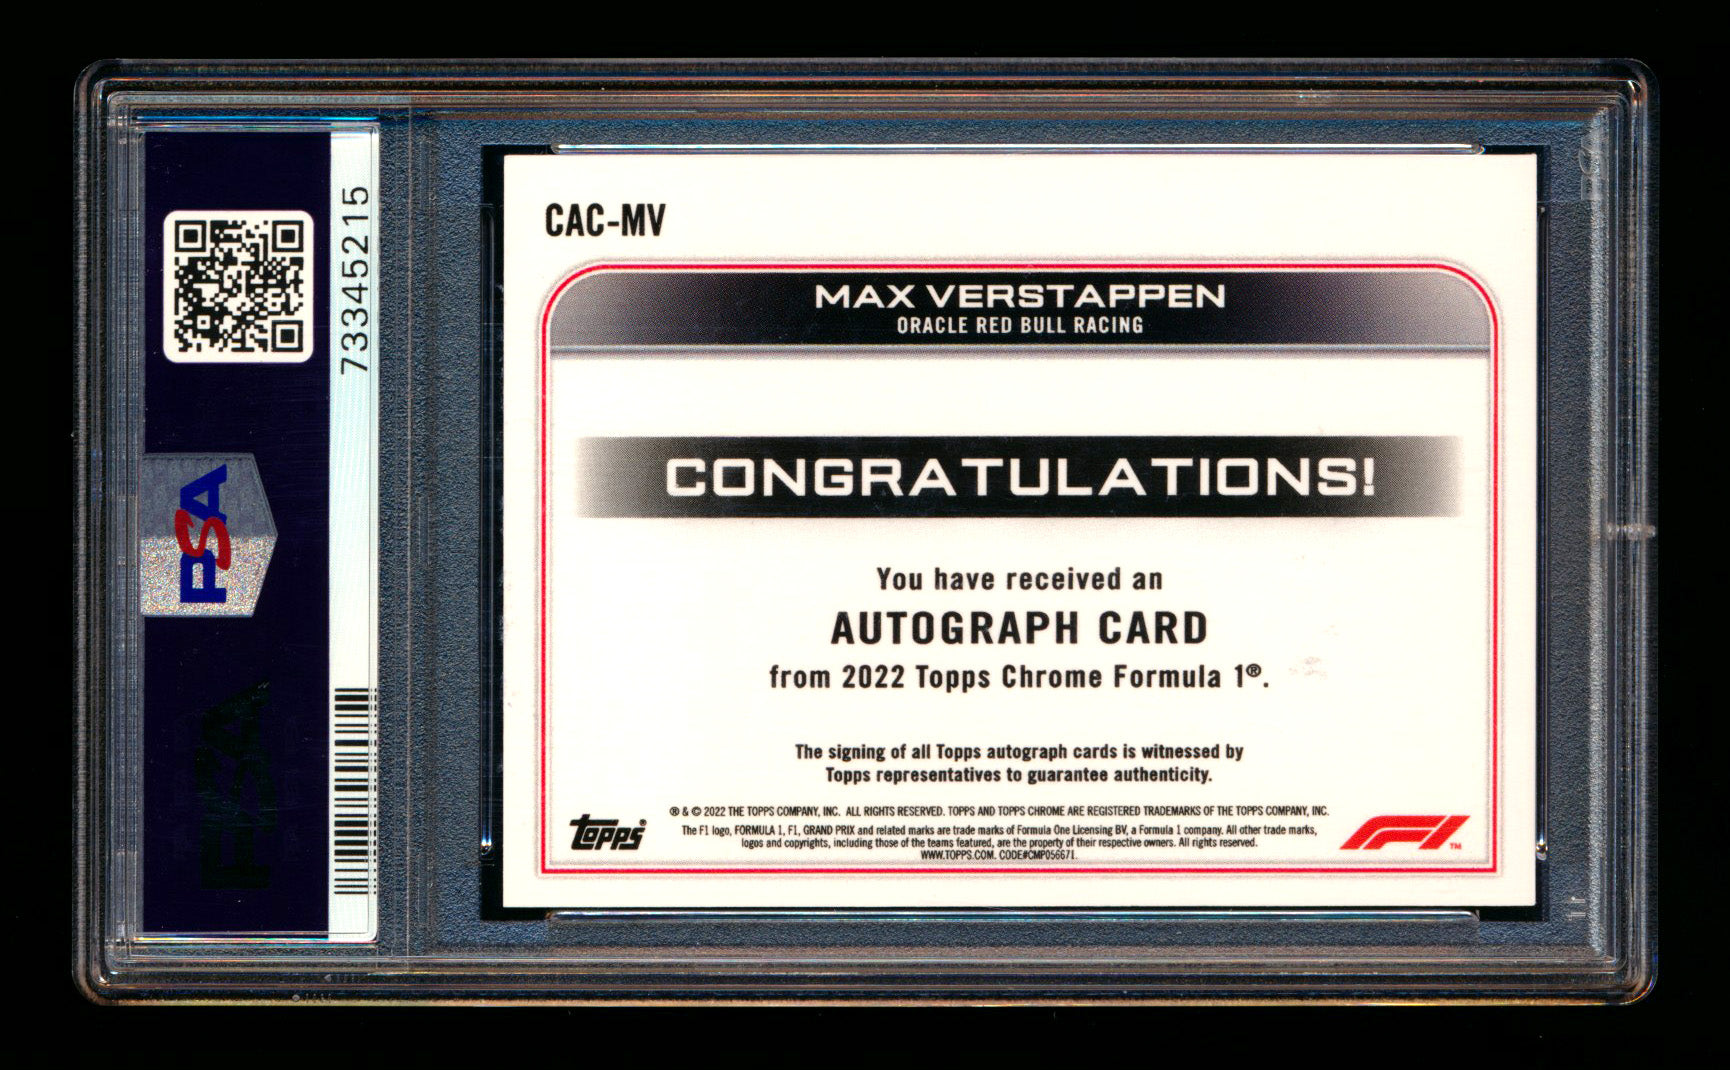 73345215
PSA
PSA
CAC-MV
MAX VERSTAPPEN
ORACLE RED BULL RACING
CONGRATULATIONS!
You have received an
AUTOGRAPH CARD
from 2022 Topps Chrome Formula 1®.
The signing of all Topps autograph cards is witnessed by
Topps representatives to guarantee authenticity.
topps®
® & © 2022 THE TOPPS COMPANY, INC. ALL RIGHTS RESERVED. TOPPS AND TOPPS CHROME ARE REGISTERED TRADEMARKS OF THE TOPPS COMPANY, INC.
The F1 logo, FORMULA 1, F1, GRAND PRIX and related marks are trade marks of Formula One Licensing BV, a Formula 1 company. All other trade marks,
logos and copyrights, including those of the teams featured, are the property of their respective owners. All rights reserved.
WWW.TOPPS.COM. CODE#CMP056671.
F1™